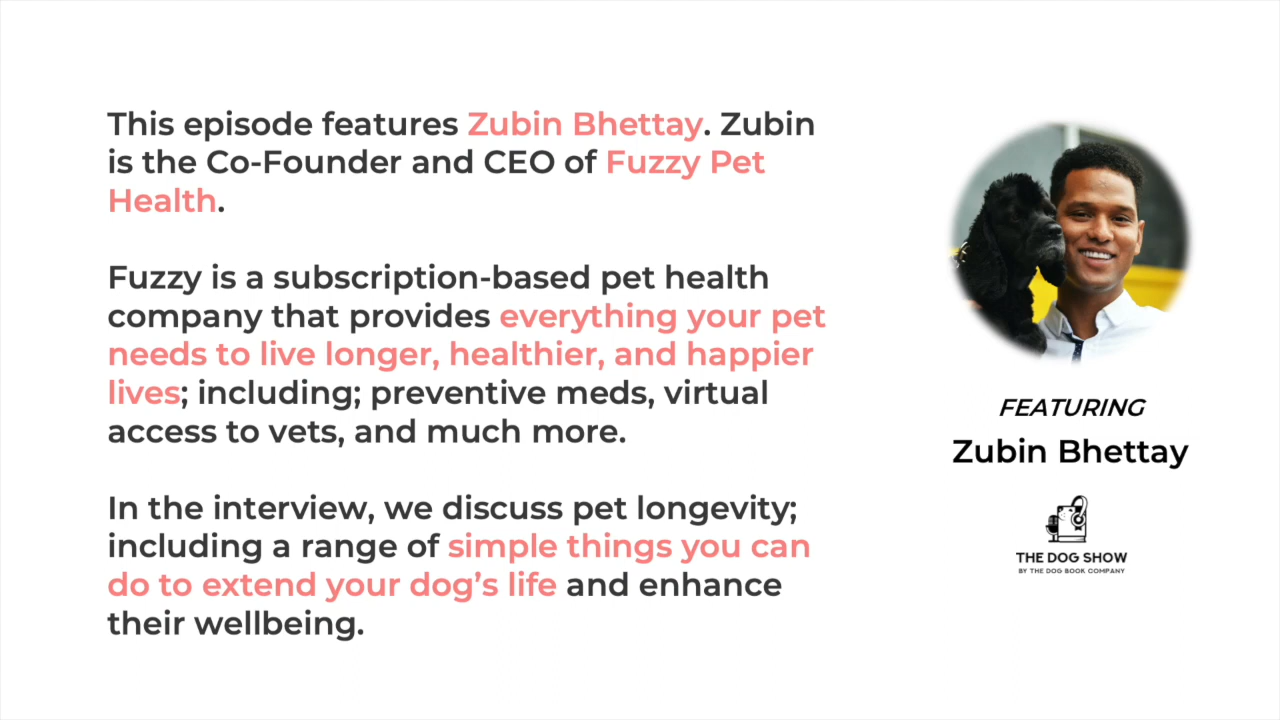 This episode features Zubin Bhettay. Zubin
is the Co-Founder and CEO of Fuzzy Pet
Health.
Fuzzy is a subscription-based pet health
company that provides everything your pet
needs to live longer, healthier, and happier
lives; including; preventive meds, virtual
access to vets, and much more.
In the interview, we discuss pet longevity;
including a range of simple things you can
do to extend your dog’s life and enhance
their wellbeing.
FEATURING
Zubin Bhettay
THE DOG SHOW
BY THE DOG BOOK COMPANY